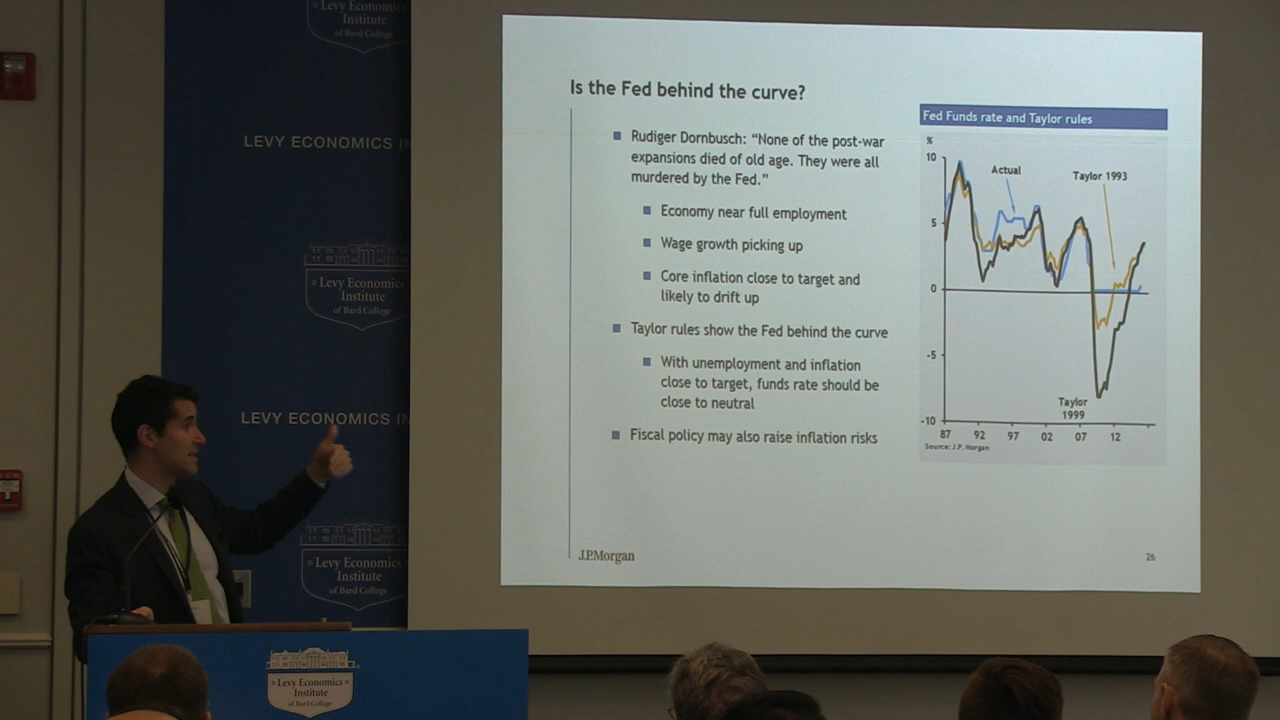 Levy Economics
Institute
of Bard College
LEVY ECONOMICS IN
Levy Economics
Institute
of Bard College
LEVY ECONOMICS IN
Levy Economics
Institute
of Bard College
Levy Economics
Institute
of Bard College
Is the Fed behind the curve?
Rudiger Dornbusch: “None of the post-war
expansions died of old age. They were all
murdered by the Fed.”
Economy near full employment
Wage growth picking up
Core inflation close to target and
likely to drift up
Taylor rules show the Fed behind the curve
With unemployment and inflation
close to target, funds rate should be
close to neutral
Fiscal policy may also raise inflation risks
Fed Funds rate and Taylor rules
%
10
5
0
-5
-10
Actual
Taylor 1993
Taylor
1999
87 92 97 02 07 12
Source: J.P. Morgan
J.P.Morgan
26